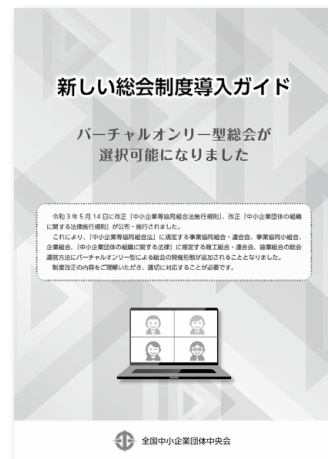 新しい総会制度導入ガイド
バーチャルオンリー型総会が
選択可能になりました
令和3年5月14日に改正「中小企業等協同組合法施行規則」、改正「中小企業団体の組織
に関する法律施行規則」が公布・施行されました。
これにより、「中小企業等協同組合法」に規定する事業協同組合・連合会、事業協同小組合、
企業組合、「中小企業団体の組織に関する法律」に規定する商工組合・連合会、協業組合の総会
運営方法にバーチャルオンリー型による総会の開催形態が追加されることとなりました。
制度改正の内容をご理解いただき、適切に対応することが必要です。
全国中小企業団体中央会